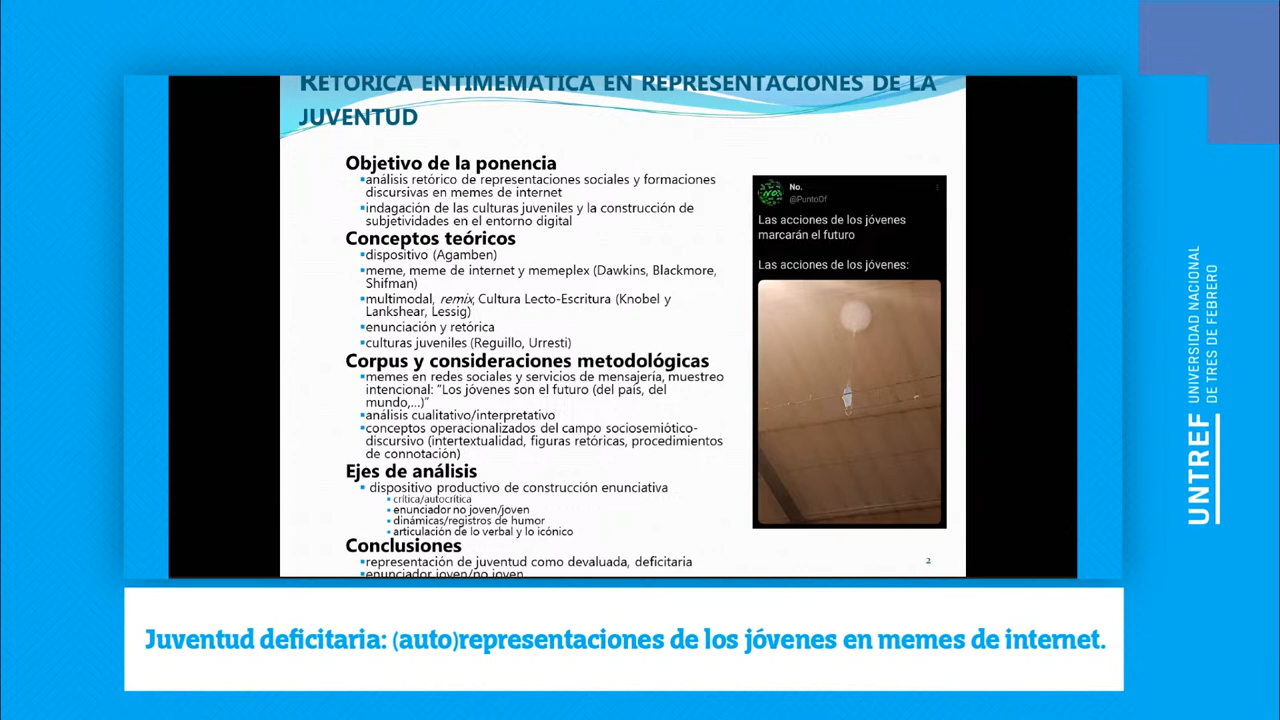 RETÓRICA ENTIMEMÁTICA EN REPRESENTACIONES DE LA
JUVENTUD
Objetivo de la ponencia
análisis retórico de representaciones sociales y formaciones
discursivas en memes de internet
indagación de las culturas juveniles y la construcción de
subjetividades en el entorno digital
Conceptos teóricos
dispositivo (Agamben)
meme, meme de internet y memeplex (Dawkins, Blackmore,
Shifman)
multimodal, remix, Cultura Lecto-Escritura (Knobel y
Lankshear, Lessig)
enunciación y retórica
culturas juveniles (Reguillo, Urresti)
Corpus y consideraciones metodológicas
memes en redes sociales y servicios de mensajería, muestreo
intencional: “Los jóvenes son el futuro (del país, del
mundo,...)”
análisis cualitativo/interpretativo
conceptos operacionalizados del campo sociosemiótico-
discursivo (intertextualidad, figuras retóricas, procedimientos
de connotación)
Ejes de análisis
dispositivo productivo de construcción enunciativa
crítica/autocrítica
enunciador no joven/joven
dinámicas/registros de humor
articulación de lo verbal y lo icónico
Conclusiones
representación de juventud como devaluada, deficitaria
enunciador joven/no joven
NO.
No.
@PuntoOf
Las acciones de los jóvenes
marcarán el futuro
Las acciones de los jóvenes:
2
UNTREF
UNIVERSIDAD NACIONAL
DE TRES DE FEBRERO
Juventud deficitaria: (auto)representaciones de los jóvenes en memes de internet.